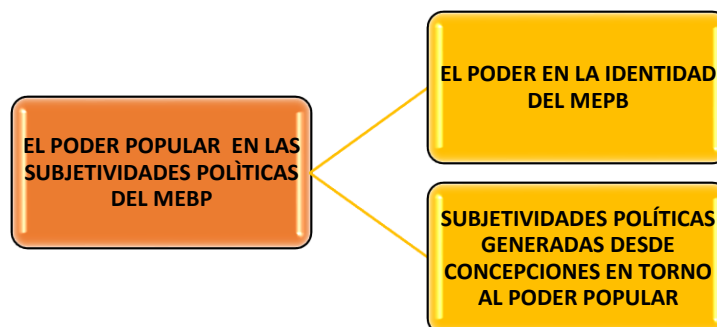 EL PODER POPULAR EN LAS
SUBJETIVIDADES POLÌTICAS
DEL MEBP
EL PODER EN LA IDENTIDAD
DEL MEPB
SUBJETIVIDADES POLÍTICAS
GENERADAS DESDE
CONCEPCIONES EN TORNO
AL PODER POPULAR